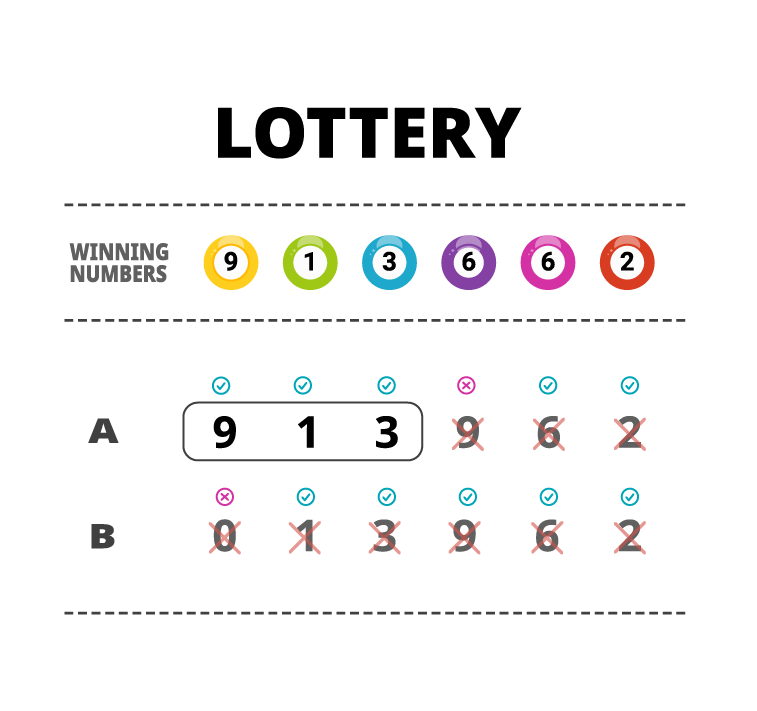 LOTTERY
WINNING
NUMBERS
9 1 3 6 6 2
A 9 1 3 9 6 2
B 0 1 3 9 6 2